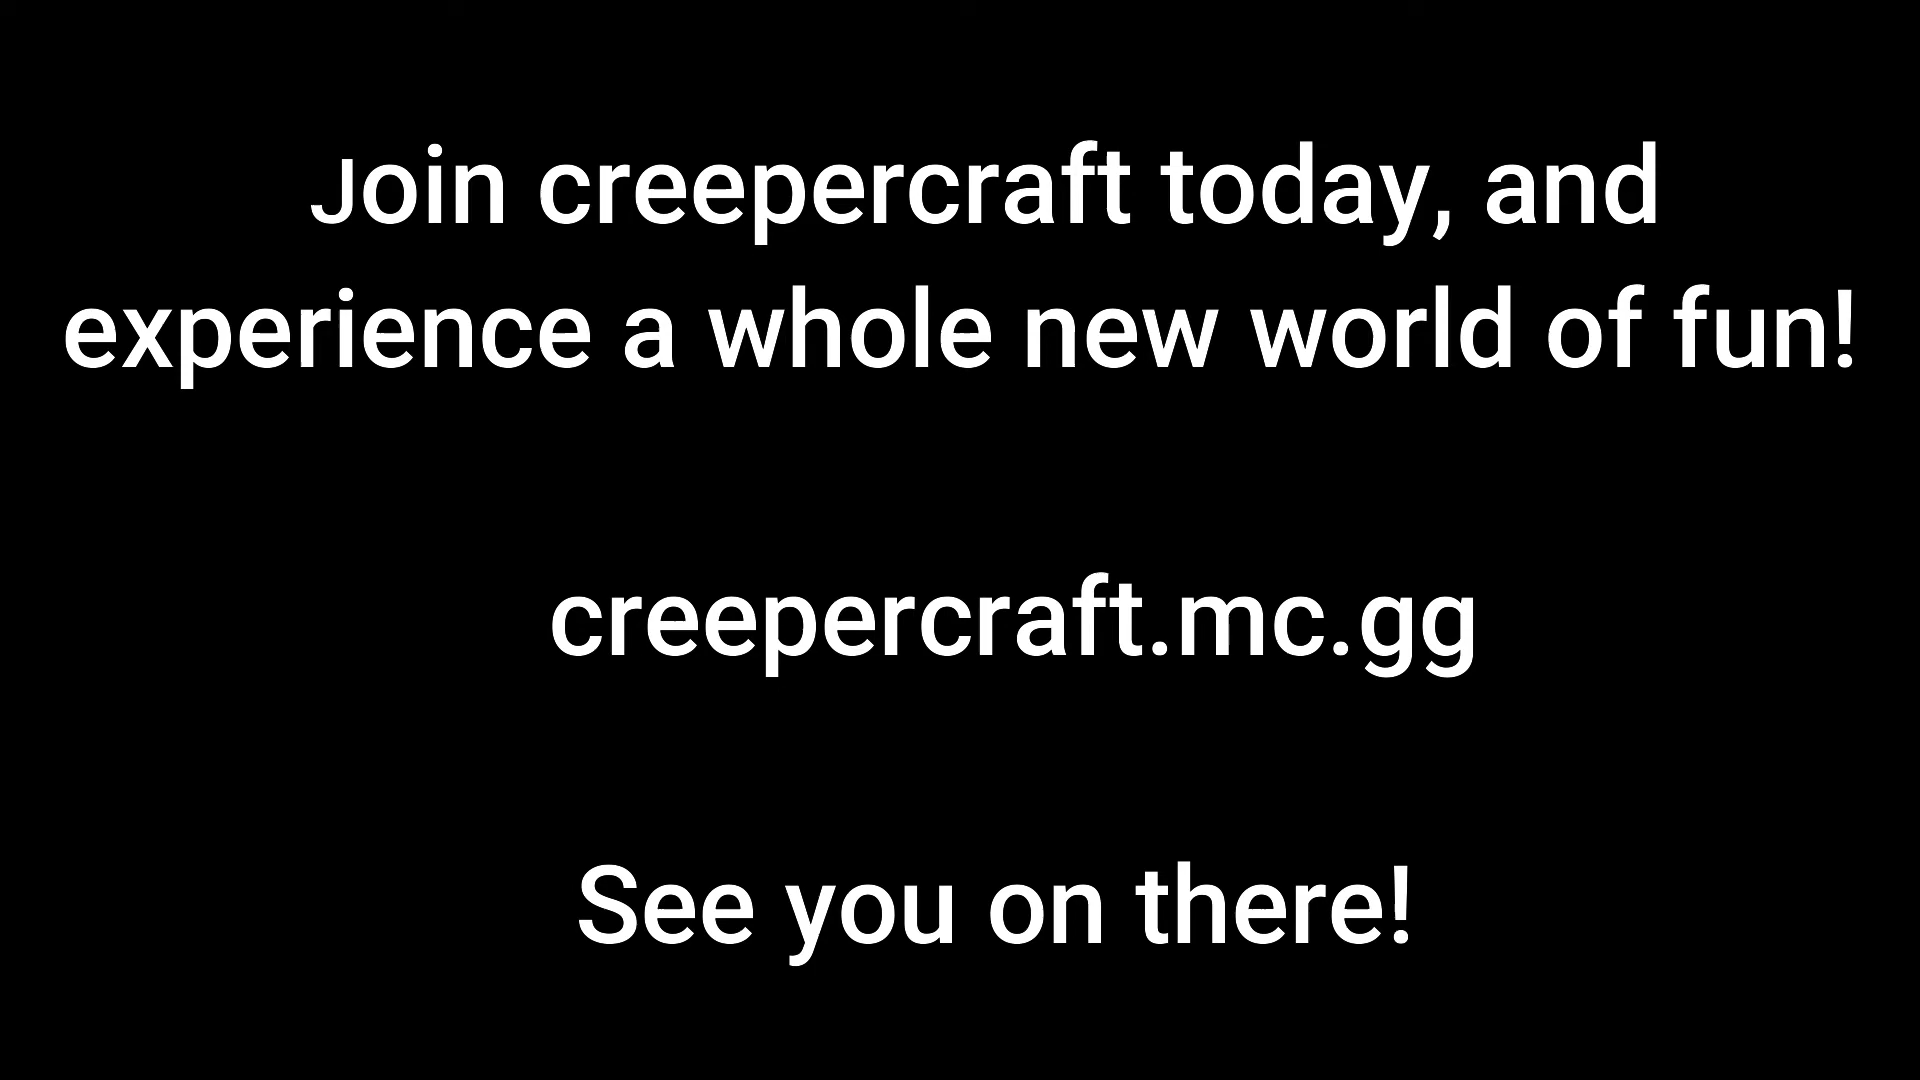 Join creepercraft today, and
experience a whole new world of fun!
creepercraft.mc.gg
See you on there!